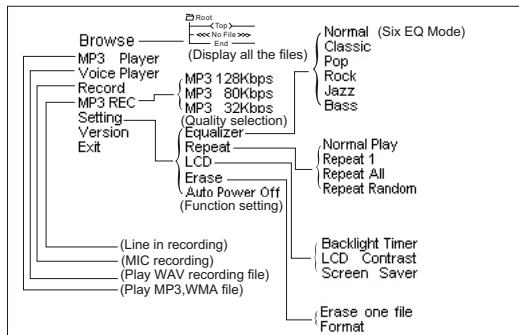 Root
<Top>
<<< No File >>>
End
Browse
(Display all the files)
MP3 Player
Voice Player
Record
MP3 REC
Setting
Version
Exit
MP3 128Kbps
MP3 80Kbps
MP3 32Kbps
(Quality selection)
Equalizer
Repeat
LCD
Erase
Auto Power Off
(Function setting)
Normal (Six EQ Mode)
Classic
Pop
Rock
Jazz
Bass
Normal Play
Repeat 1
Repeat All
Repeat Random
Backlight Timer
LCD Contrast
Screen Saver
Erase one file
Format
(Line in recording)
(MIC recording)
(Play WAV recording file)
(Play MP3,WMA file)